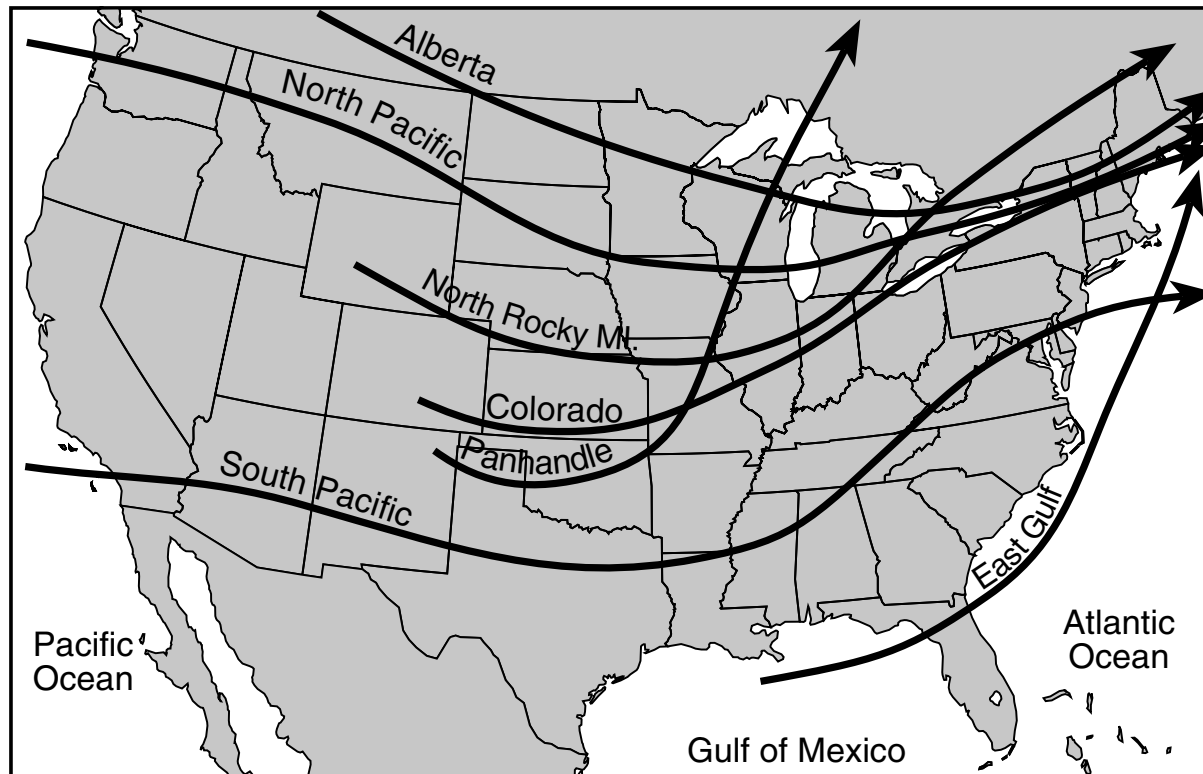 Alberta
North Pacific
North Rocky Mt.
Colorado
Panhandle
South Pacific
East Gulf
Pacific
Ocean
Atlantic
Ocean
Gulf of Mexico